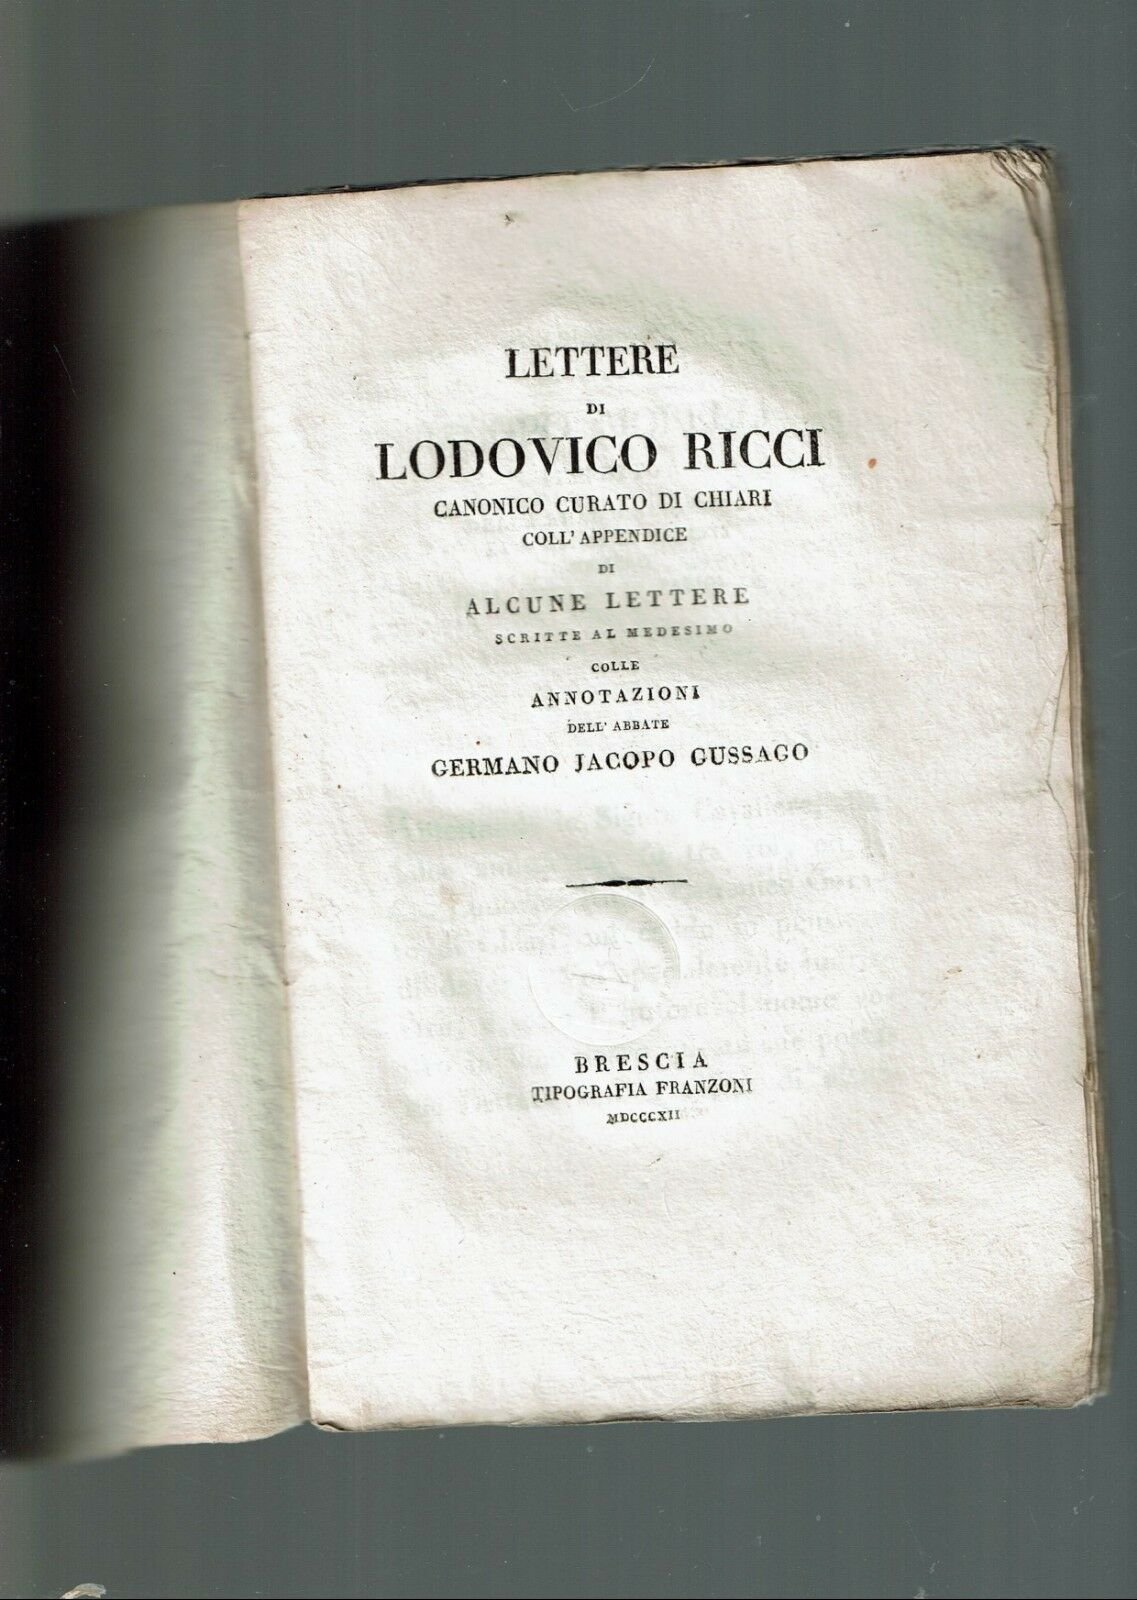 LETTERE
DI
LODOVICO RICCI
CANONICO CURATO DI CHIARI
COLL' APPENDICE
DI
ALCUNE LETTERE
SCRITTE AL MEDESIMO
COLLE
ANNOTAZIONI
DELL' ABBATE
GERMANO JACOPO GUSSAGO
BRESCIA
TIPOGRAFIA FRANZONI
MDCCCXII